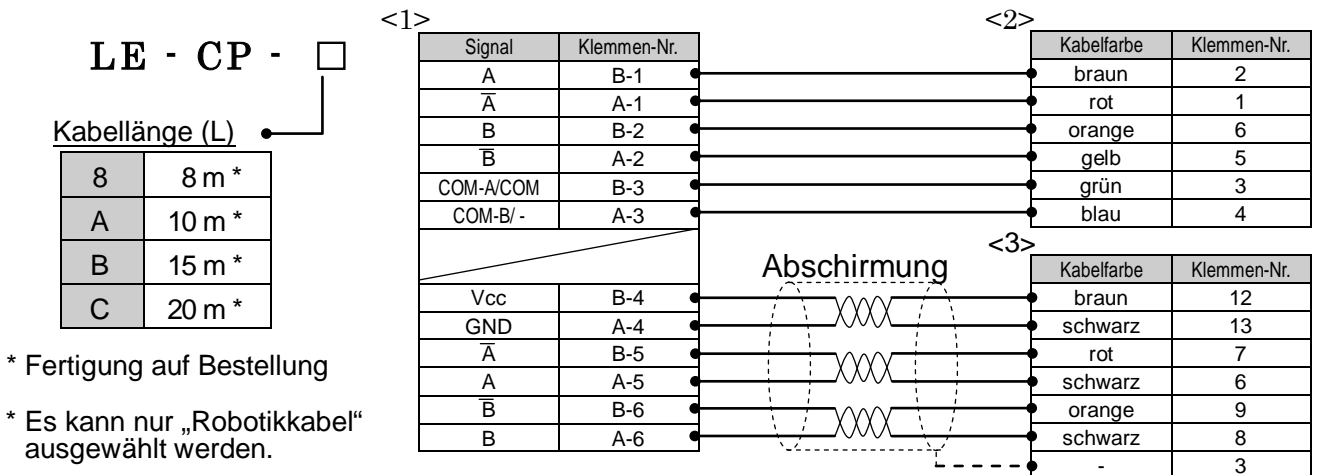 LE - CP - □
Kabellänge (L)
8 8 m *
A 10 m *
B 15 m *
C 20 m *
* Fertigung auf Bestellung
* Es kann nur „Robotikkabel“
ausgewählt werden.
<1>
Signal Klemmen-Nr.
A B-1
A̅ A-1
B B-2
B̅ A-2
COM-A/COM B-3
COM-B/ - A-3
Vcc B-4
GND A-4
A̅ B-5
A A-5
B̅ B-6
B A-6
Abschirmung
<2>
Kabelfarbe Klemmen-Nr.
braun 2
rot 1
orange 6
gelb 5
grün 3
blau 4
<3>
Kabelfarbe Klemmen-Nr.
braun 12
schwarz 13
rot 7
schwarz 6
orange 9
schwarz 8
- 3